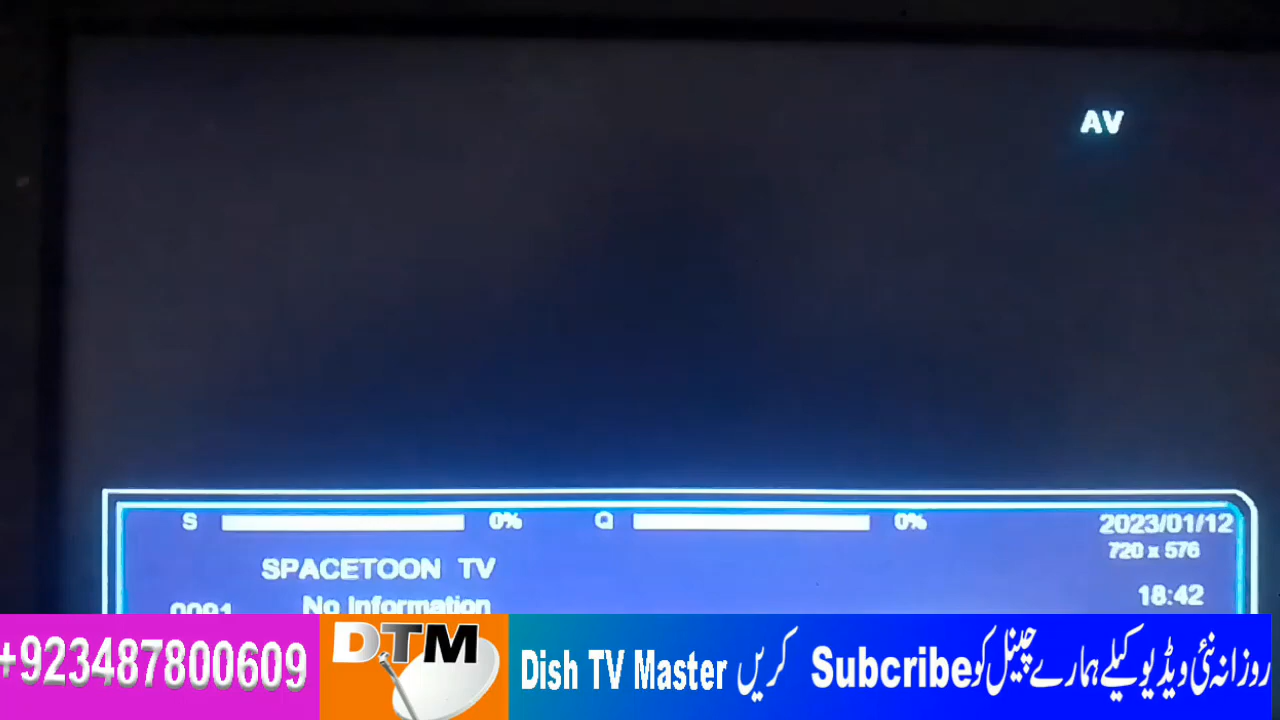 AV
S 0% Q 0% 2023/01/12
720 x 576
SPACETOON TV
18:42
0091 No Information
+923487800609 DTM Dish TV Master روزانہ نئی ویڈیو کیلے ہمارے چینل کو Subcribe کریں